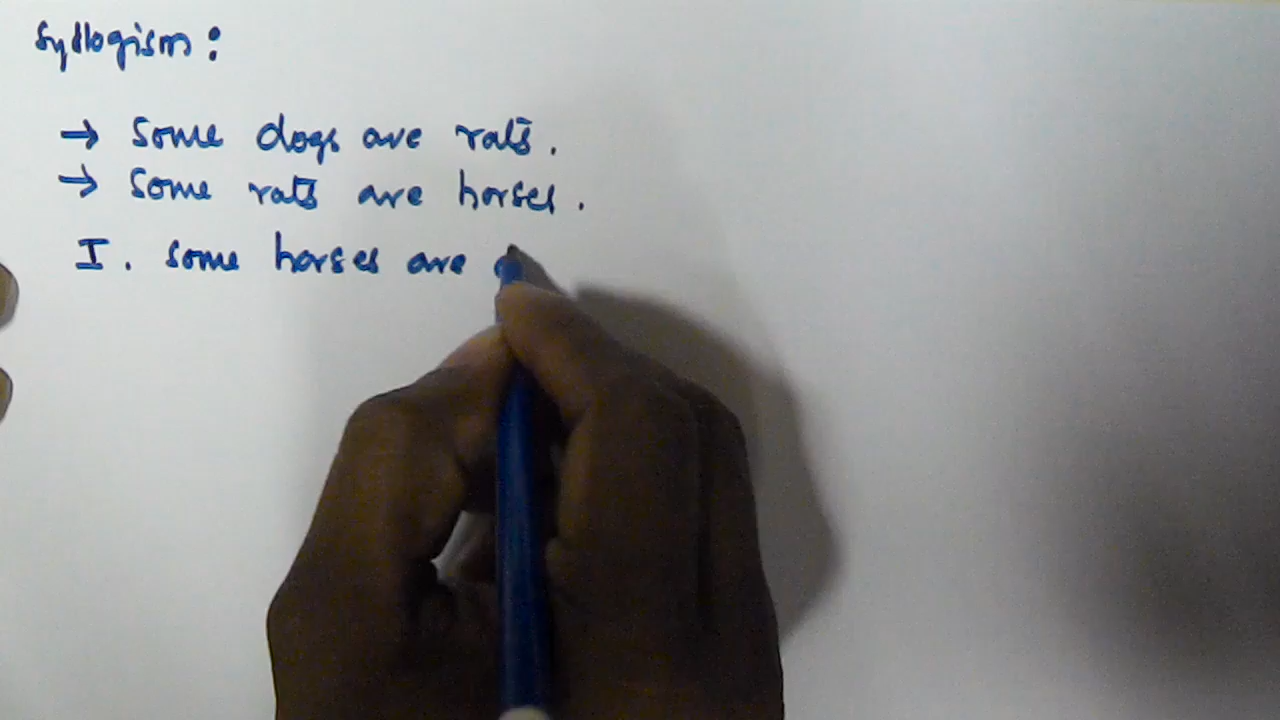 Syllogism :
→ Some dogs are rats.
→ Some rats are horses.
I. Some horses are